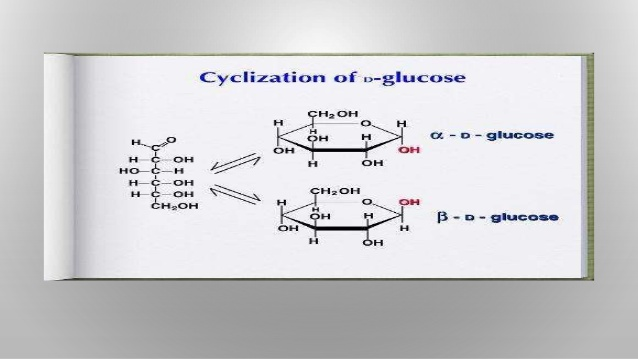 Cyclization of D-glucose
H O
C
H C OH
HO C H
H C OH
H C OH
CH2OH
CH2OH
H O H
H
OH H
OH OH
H OH
α - D - glucose
CH2OH
H O OH
H
OH H
OH H
H OH
β - D - glucose